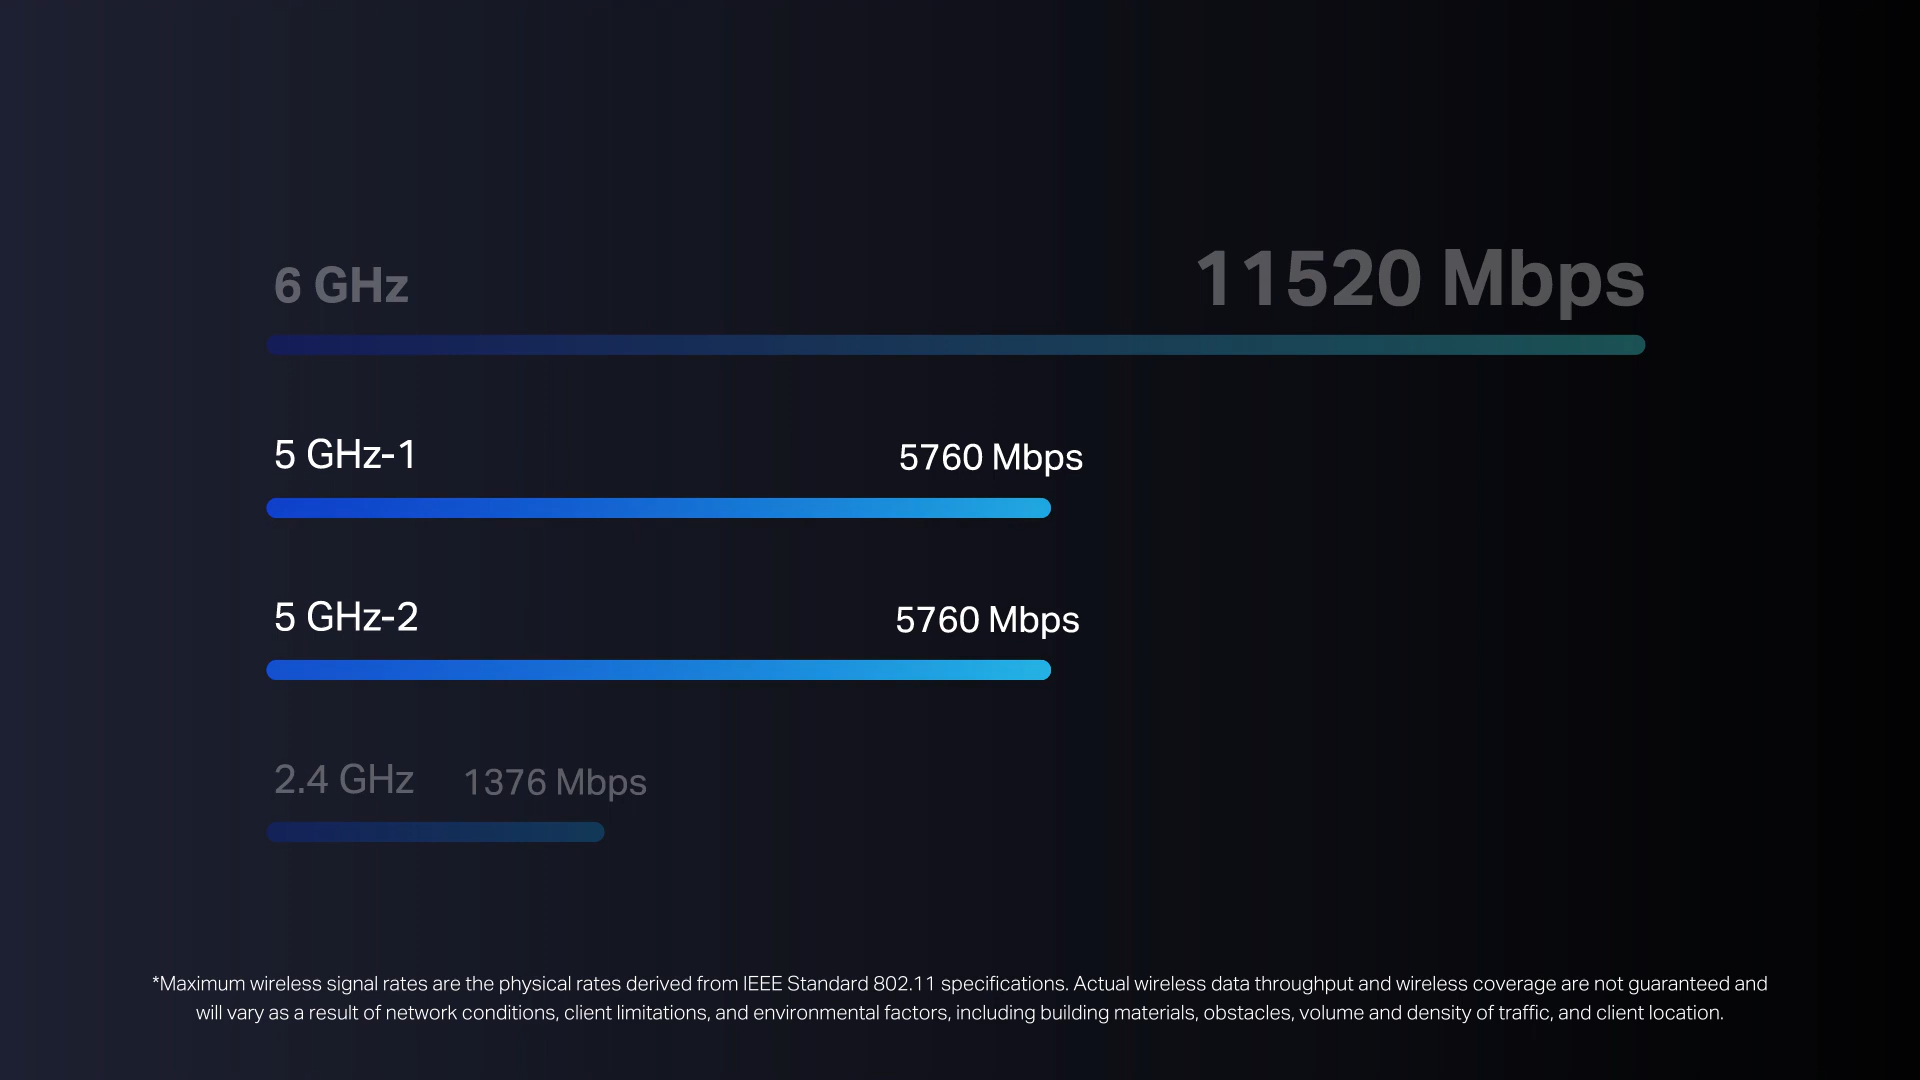 6 GHz 11520 Mbps
5 GHz-1 5760 Mbps
5 GHz-2 5760 Mbps
2.4 GHz 1376 Mbps
*Maximum wireless signal rates are the physical rates derived from IEEE Standard 802.11 specifications. Actual wireless data throughput and wireless coverage are not guaranteed and
will vary as a result of network conditions, client limitations, and environmental factors, including building materials, obstacles, volume and density of traffic, and client location.